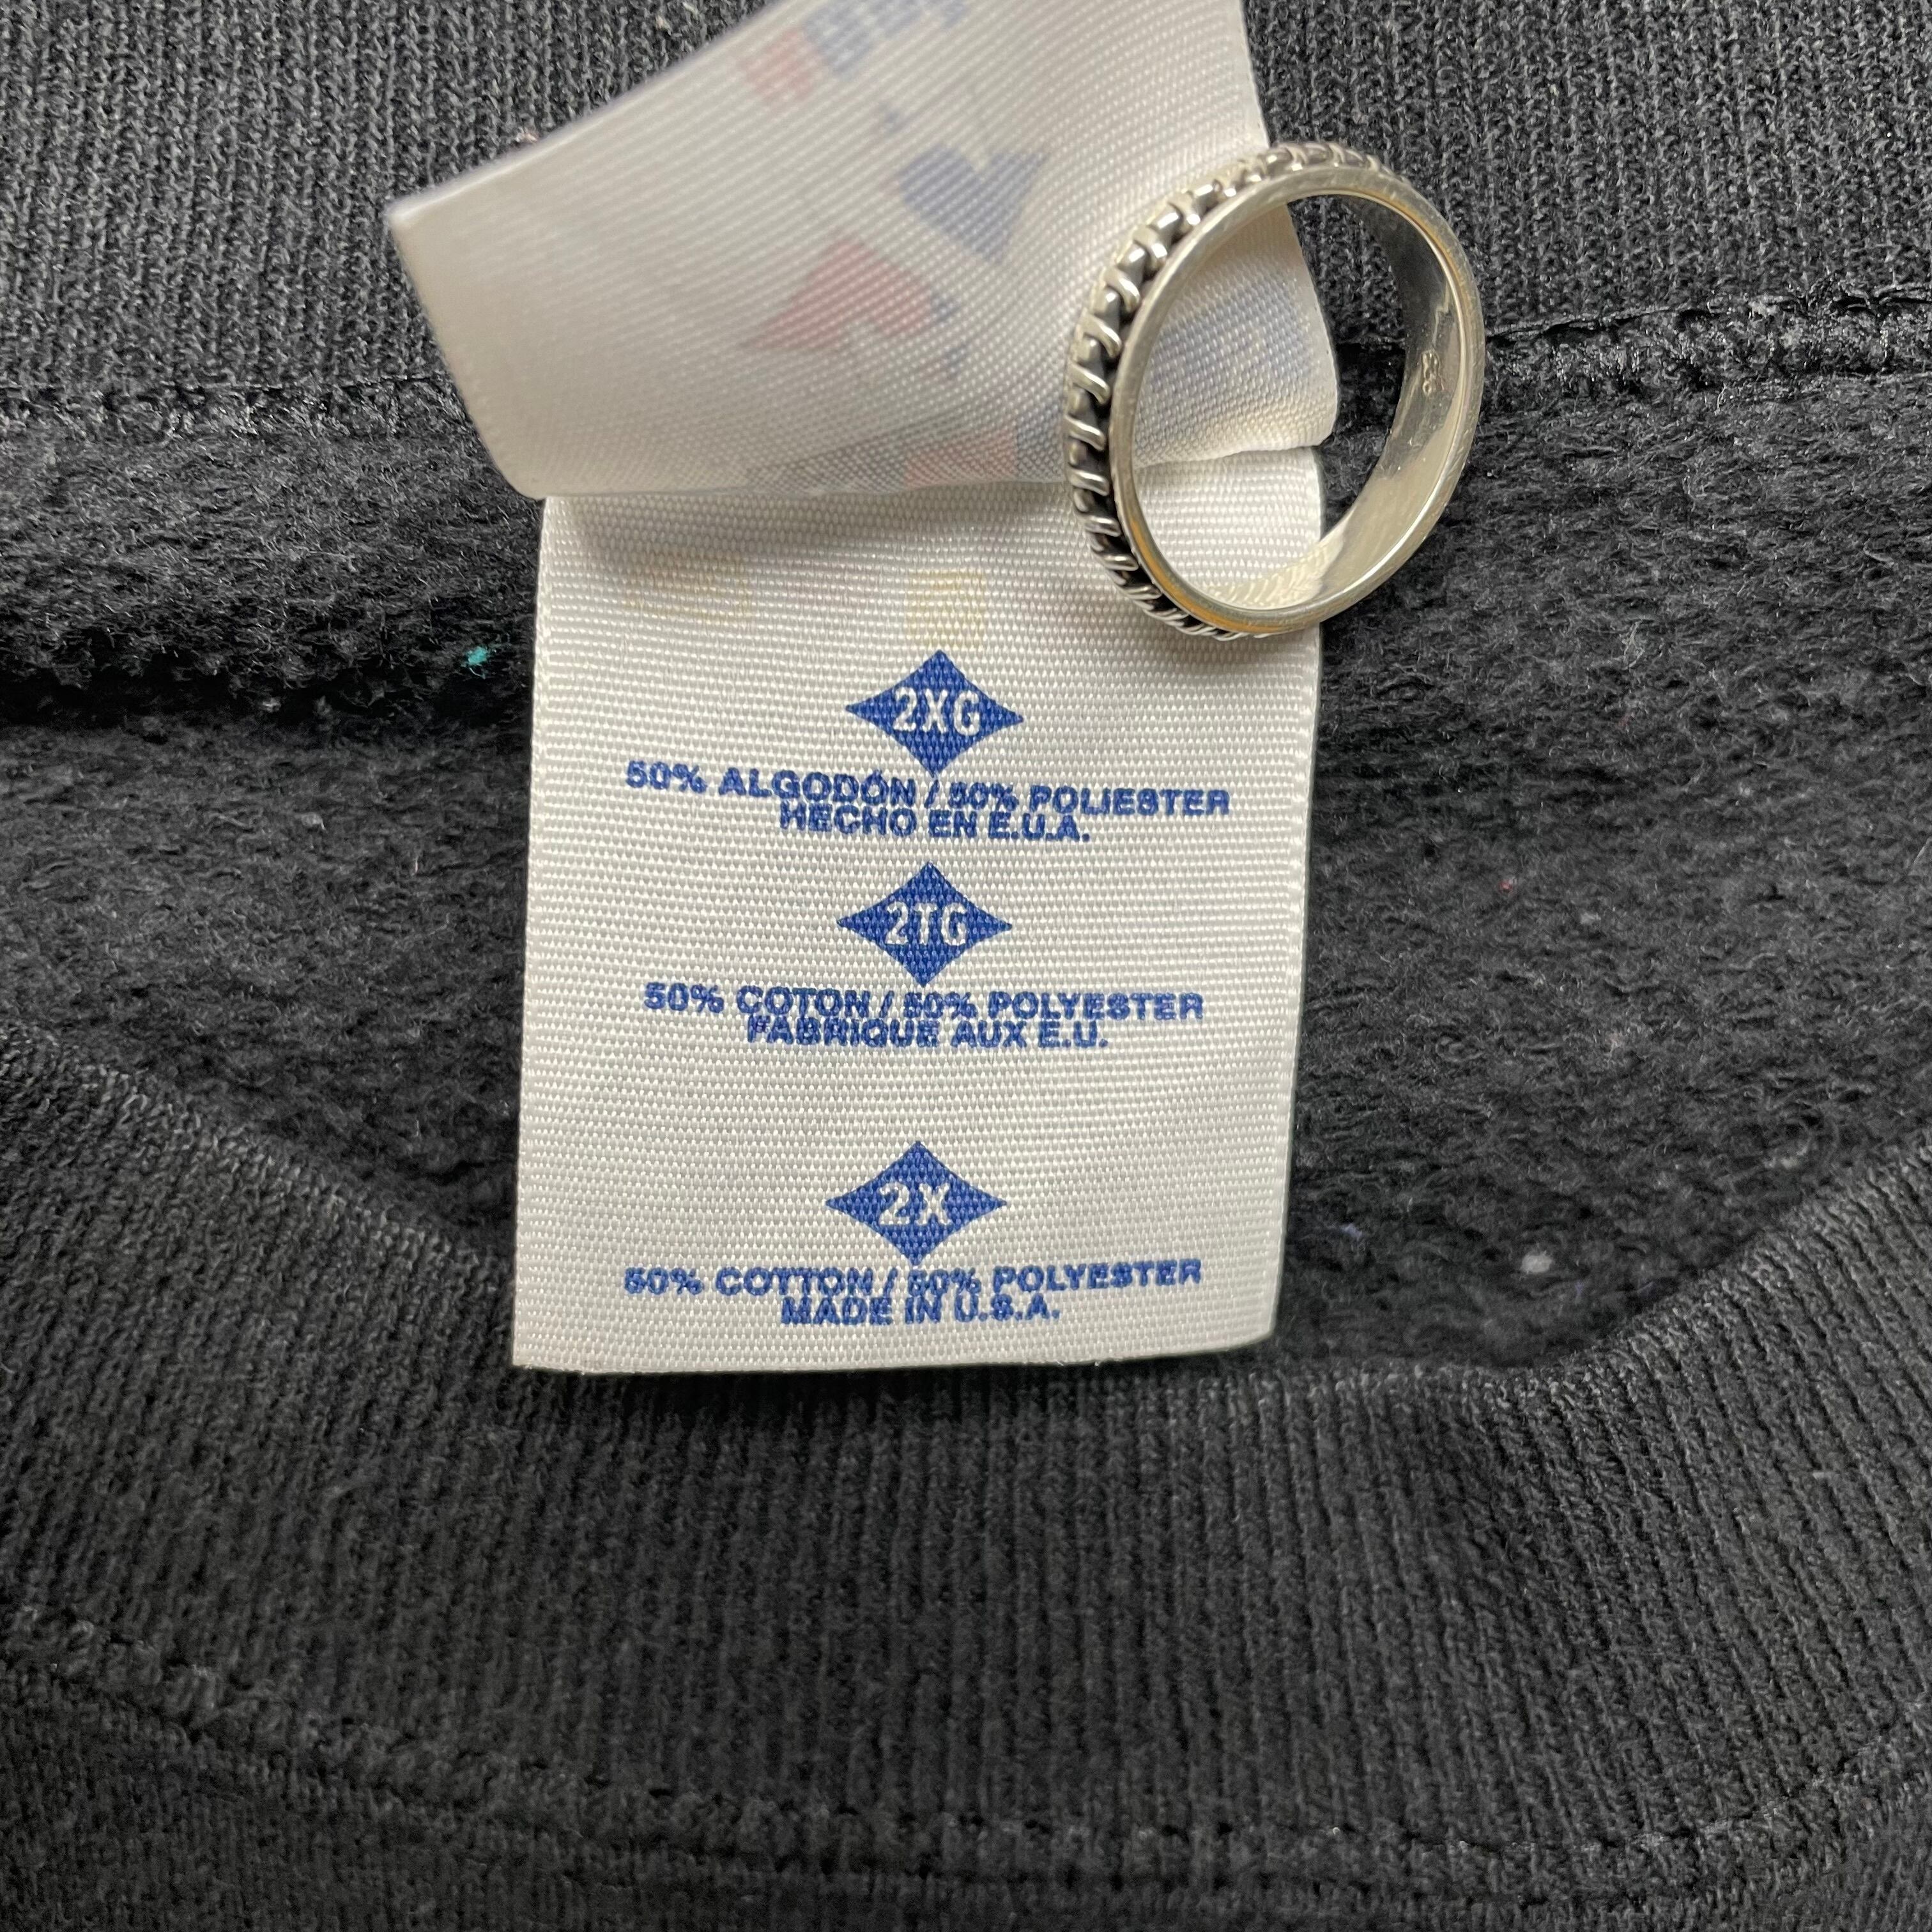 2XG
50% ALGODÓN / 50% POLIESTER
HECHO EN E.U.A.
2TG
50% COTON / 50% POLYESTER
FABRIQUE AUX E.U.
2X
50% COTTON / 50% POLYESTER
MADE IN U.S.A.